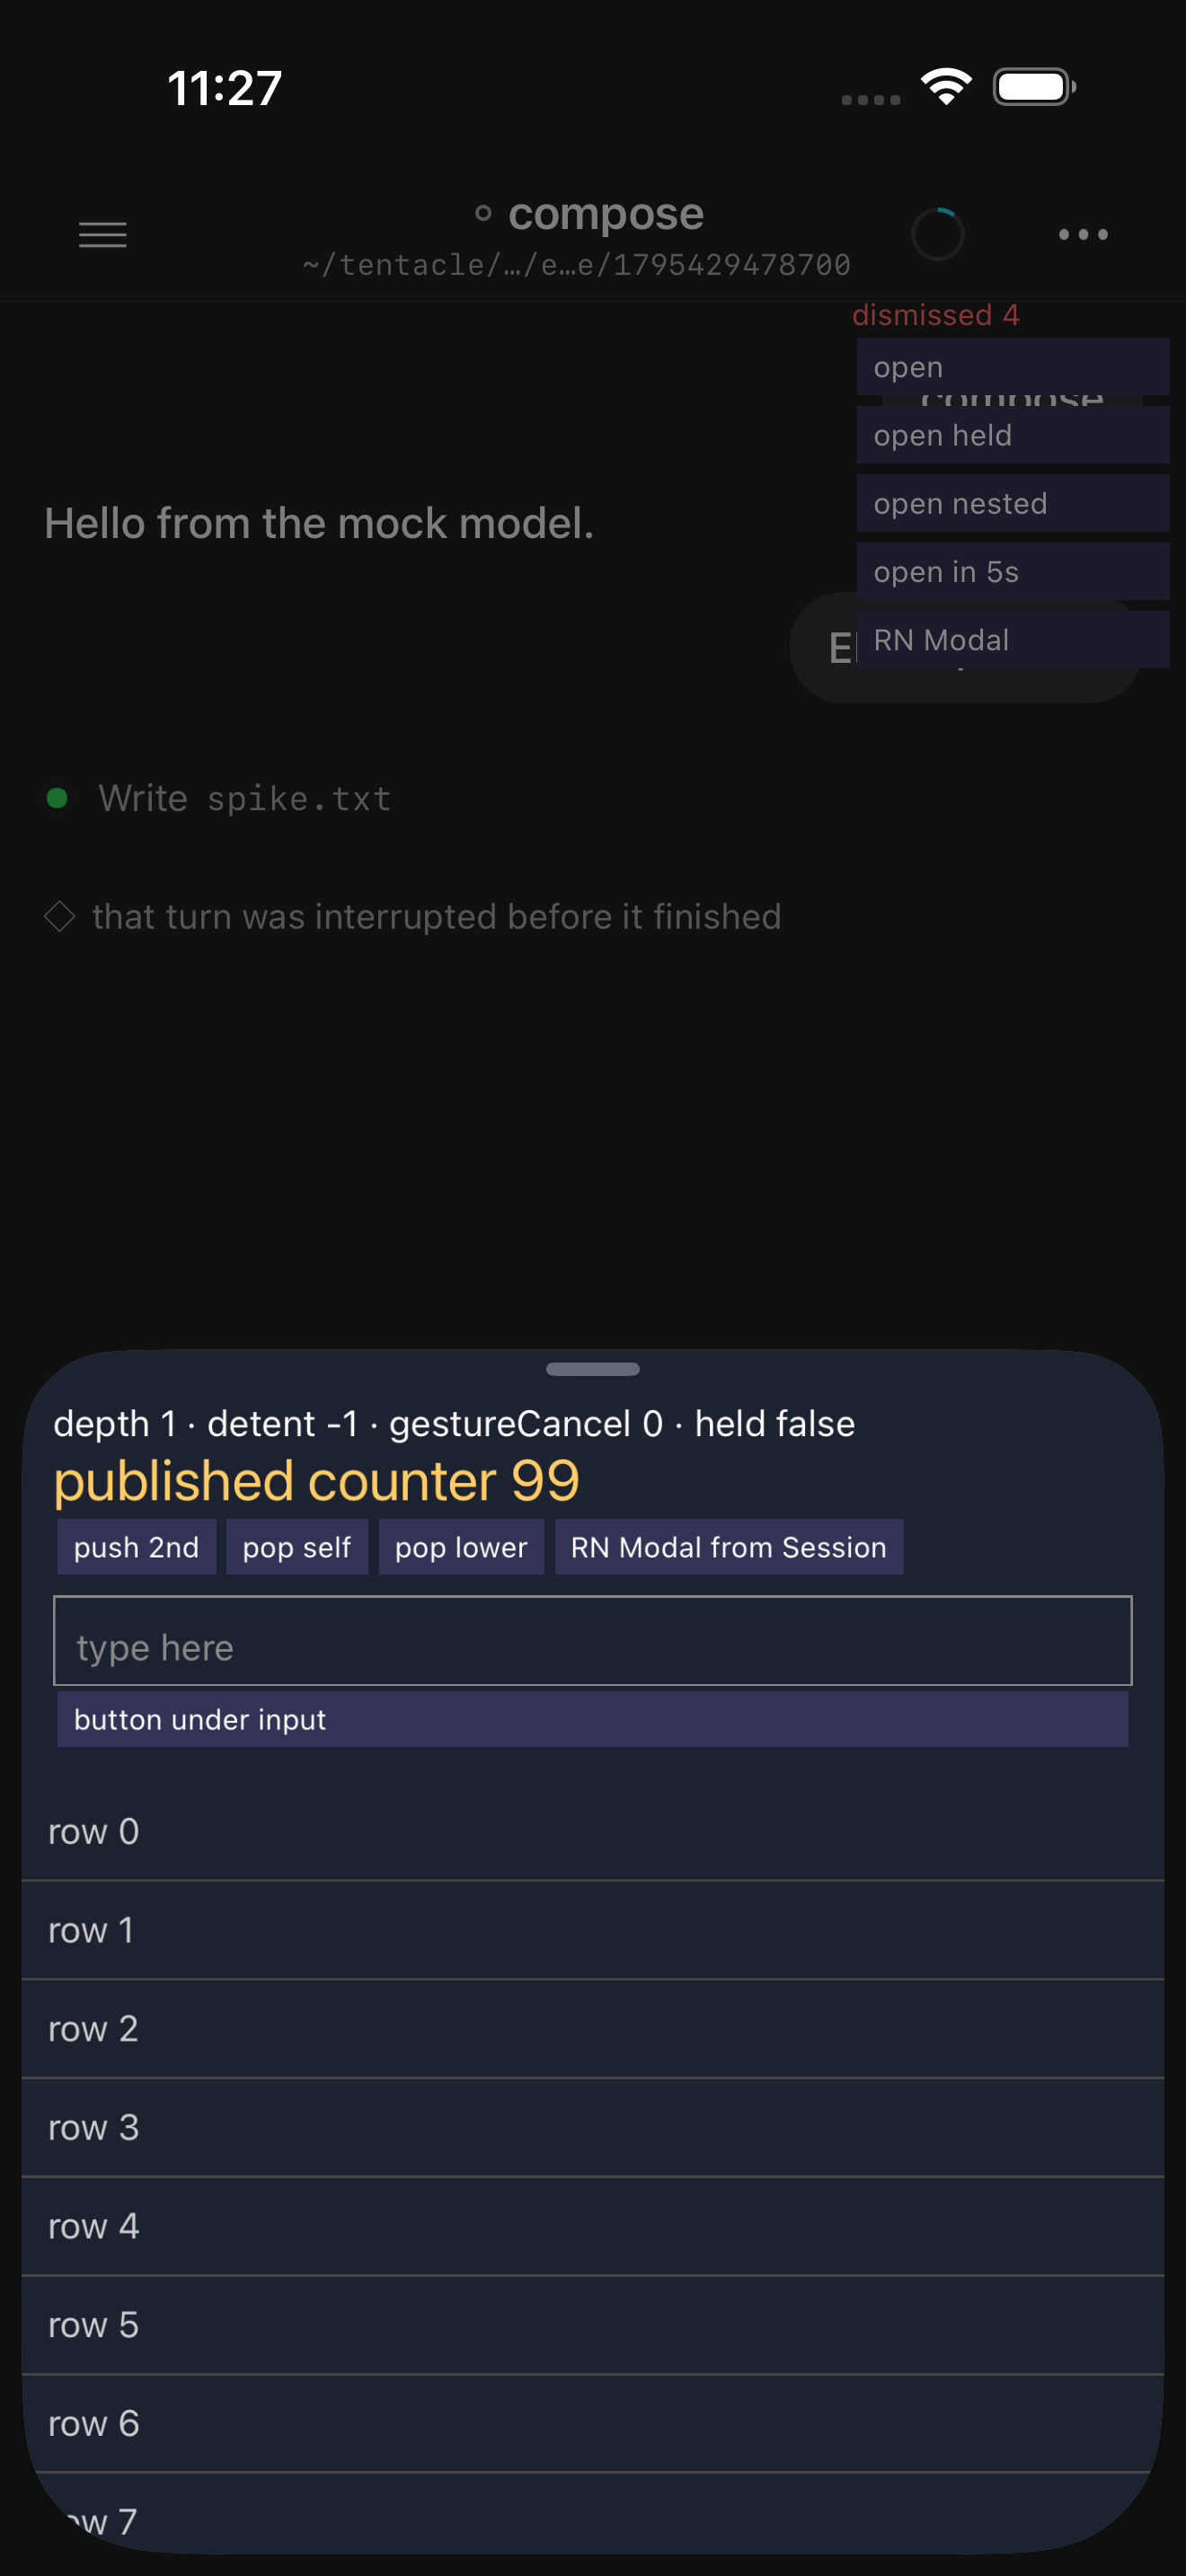 11:27
compose
~/tentacle/…/e…e/1795429478700
dismissed 4
open
compose
open held
open nested
Hello from the mock model.
open in 5s
RN Modal
Write spike.txt
that turn was interrupted before it finished
depth 1 · detent -1 · gestureCancel 0 · held false
published counter 99
push 2nd pop self pop lower RN Modal from Session
type here
button under input
row 0
row 1
row 2
row 3
row 4
row 5
row 6
row 7